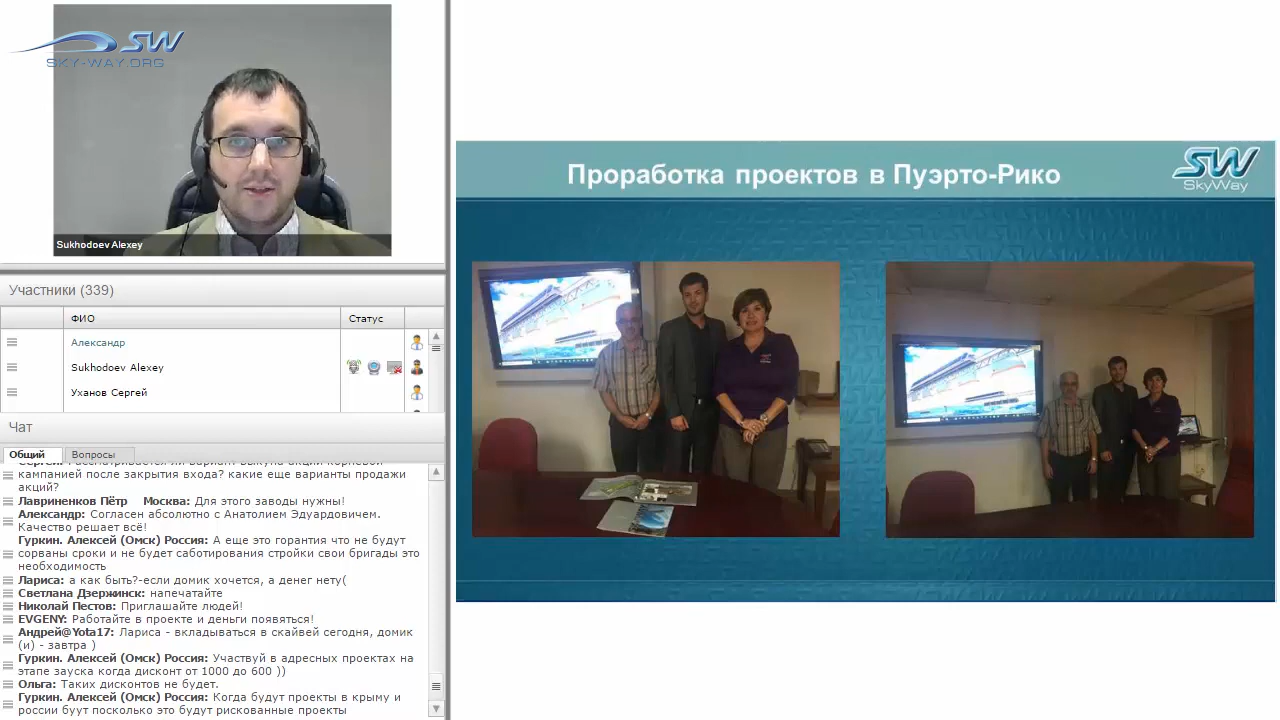 SW
SKY-WAY.ORG
Sukhodoev Alexey
Участники (339)
ФИО
Статус
Александр
Sukhodoev Alexey
Уханов Сергей
Чат
Общий
Вопросы
кампанией после закрытия входа? какие еще варианты продажи
акций?
Лавриненков Пётр Москва: Для этого заводы нужны!
Александр: Согласен абсолютно с Анатолием Эдуардовичем.
Качество решает всё!
Гуркин. Алексей (Омск) Россия: А еще это горантия что не будут
сорваны сроки и не будет саботирования стройки свои бригады это
необходимость
Лариса: а как быть?-если домик хочется, а денег нету(
Светлана Дзержинск: напечатайте
Николай Пестов: Приглашайте людей!
EVGENY: Работайте в проекте и деньги появяться!
Андрей@Yota17: Лариса - вкладываться в скайвей сегодня, домик
(и) - завтра )
Гуркин. Алексей (Омск) Россия: Участвуй в адресных проектах на
этапе зауска когда дисконт от 1000 до 600 ))
Ольга: Таких дисконтов не будет.
Гуркин. Алексей (Омск) Россия: Когда будут проекты в крыму и
россии буут посколько это будут рискованные проекты
Проработка проектов в Пуэрто-Рико
SW
SkyWay